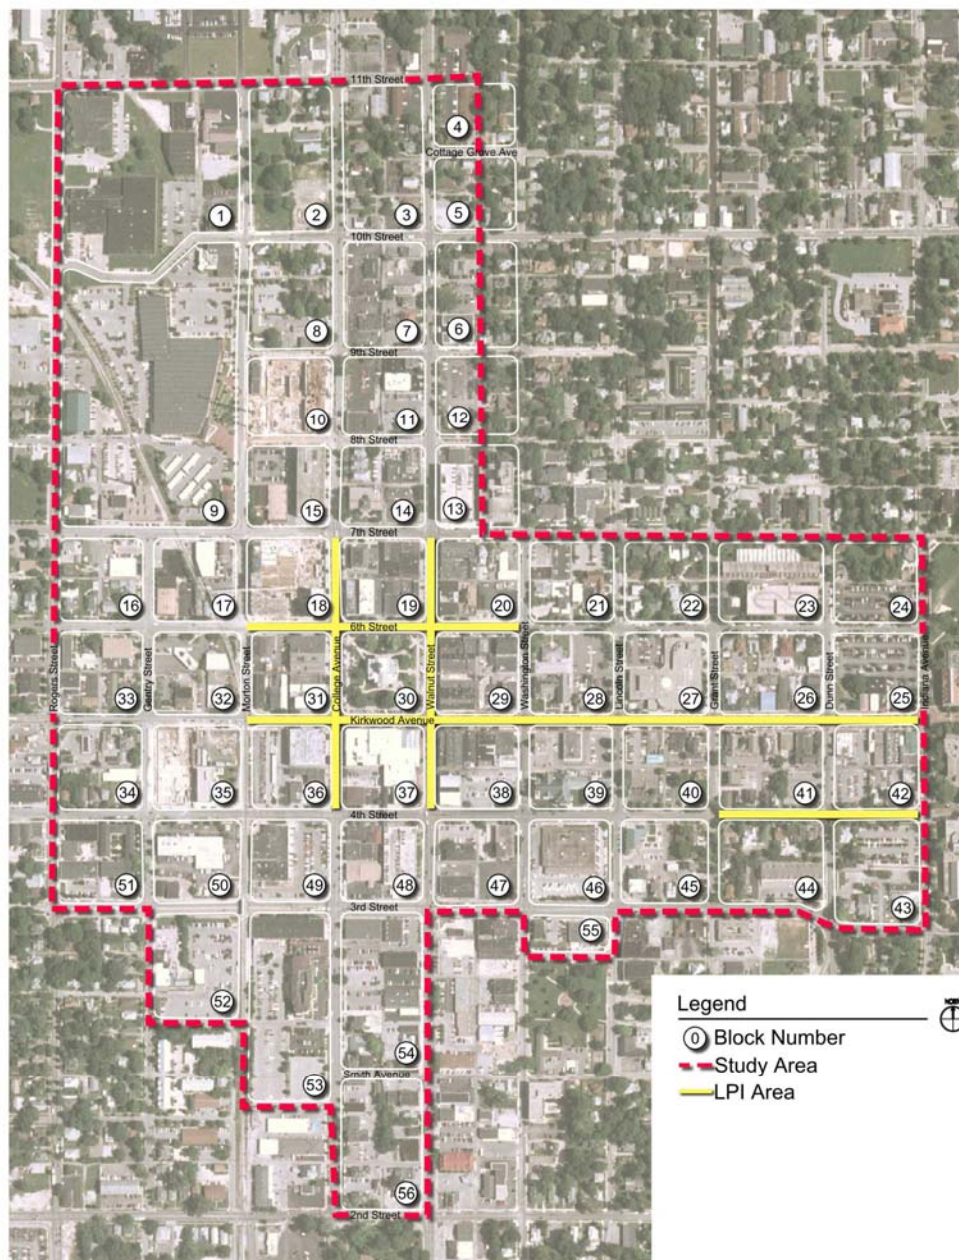 11th Street
4
Cottage Grove Ave
1
2
3
5
10th Street
8
7
6
9th Street
10
11
12
8th Street
9
15
14
13
7th Street
16
17
18
19
20
21
22
23
24
6th Street
Rogers Street
Gentry Street
Morton Street
College Avenue
Walnut Street
Washington Street
Lincoln Street
Grant Street
Dunn Street
Indiana Avenue
33
32
31
30
29
28
27
26
25
Kirkwood Avenue
34
35
36
37
38
39
40
41
42
4th Street
51
50
49
48
47
46
45
44
43
3rd Street
55
52
54
53
Smith Avenue
56
2nd Street
Legend
NORTH
0 Block Number
Study Area
LPI Area